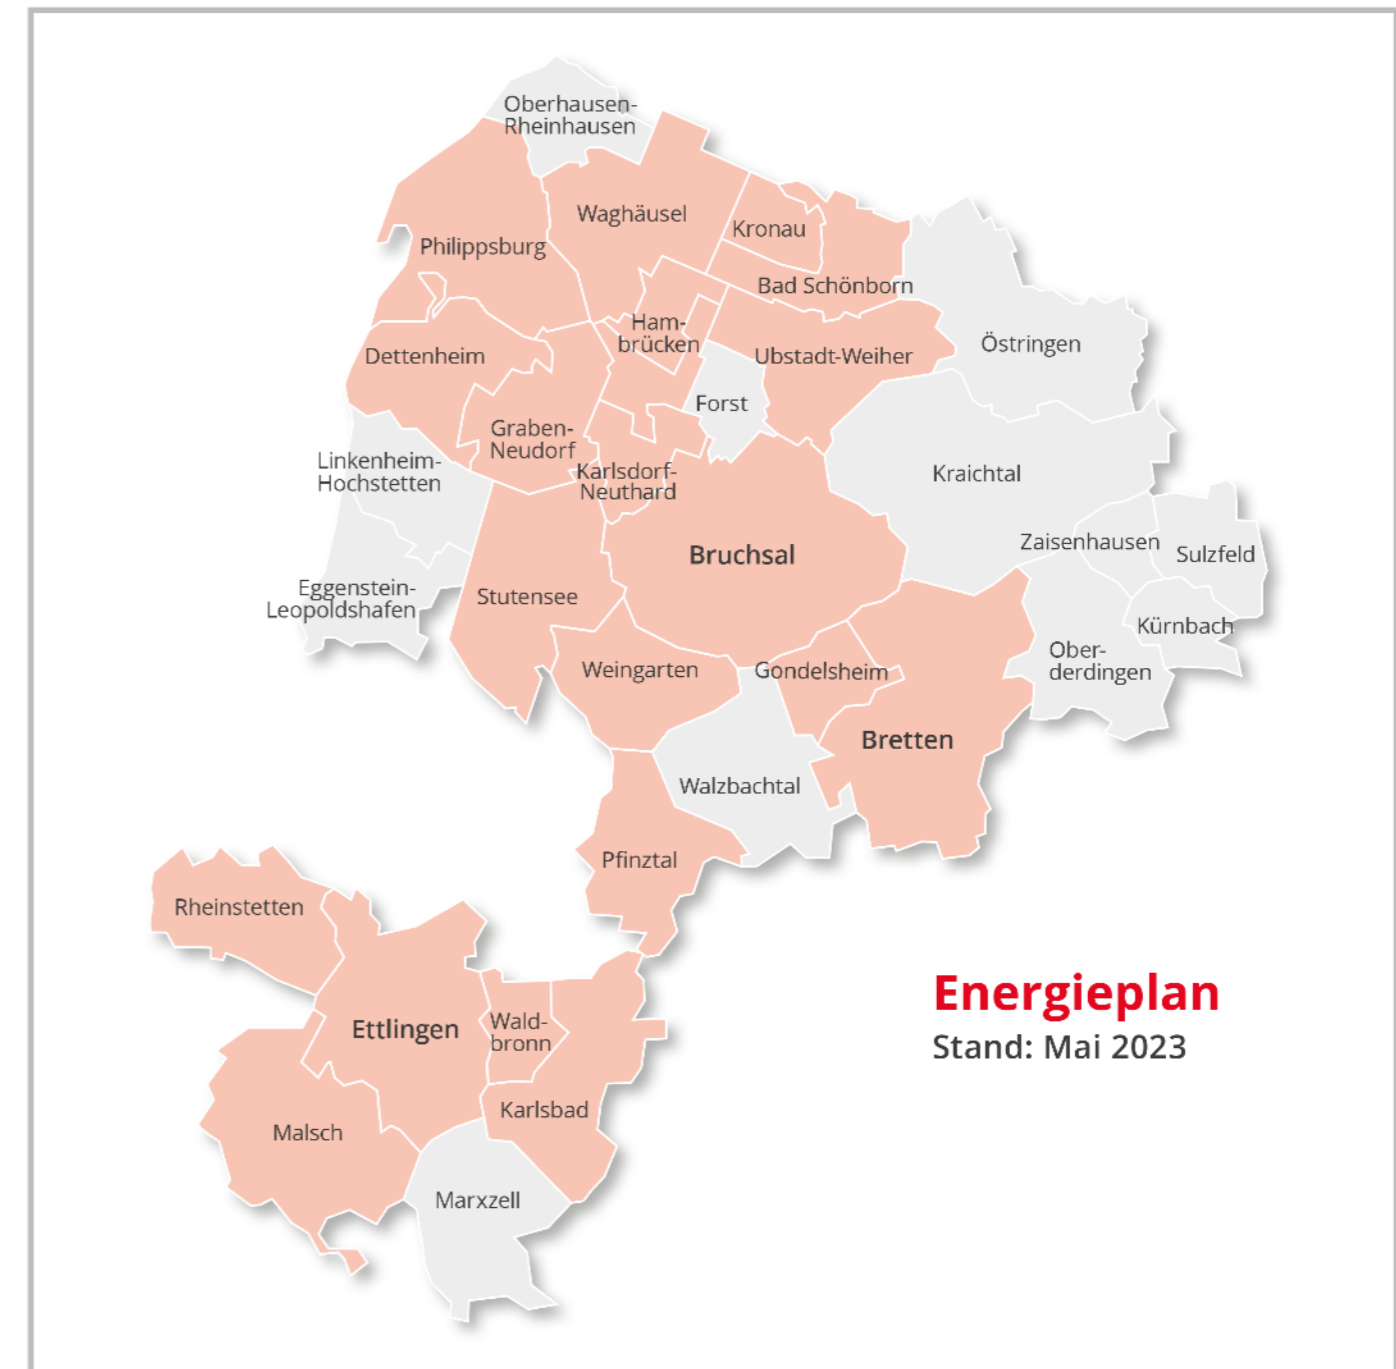 Oberhausen-
Rheinhausen
Waghäusel
Kronau
Philippsburg
Bad Schönborn
Ham-
brücken
Östringen
Dettenheim
Ubstadt-Weiher
Forst
Graben-
Neudorf
Linkenheim-
Hochstetten
Karlsdorf-
Neuthard
Kraichtal
Zaisenhausen
Sulzfeld
Bruchsal
Eggenstein-
Leopoldshafen
Stutensee
Kürnbach
Ober-
derdingen
Weingarten
Gondelsheim
Bretten
Walzbachtal
Pfinztal
Rheinstetten
Energieplan
Stand: Mai 2023
Ettlingen
Wald-
bronn
Karlsbad
Malsch
Marxzell